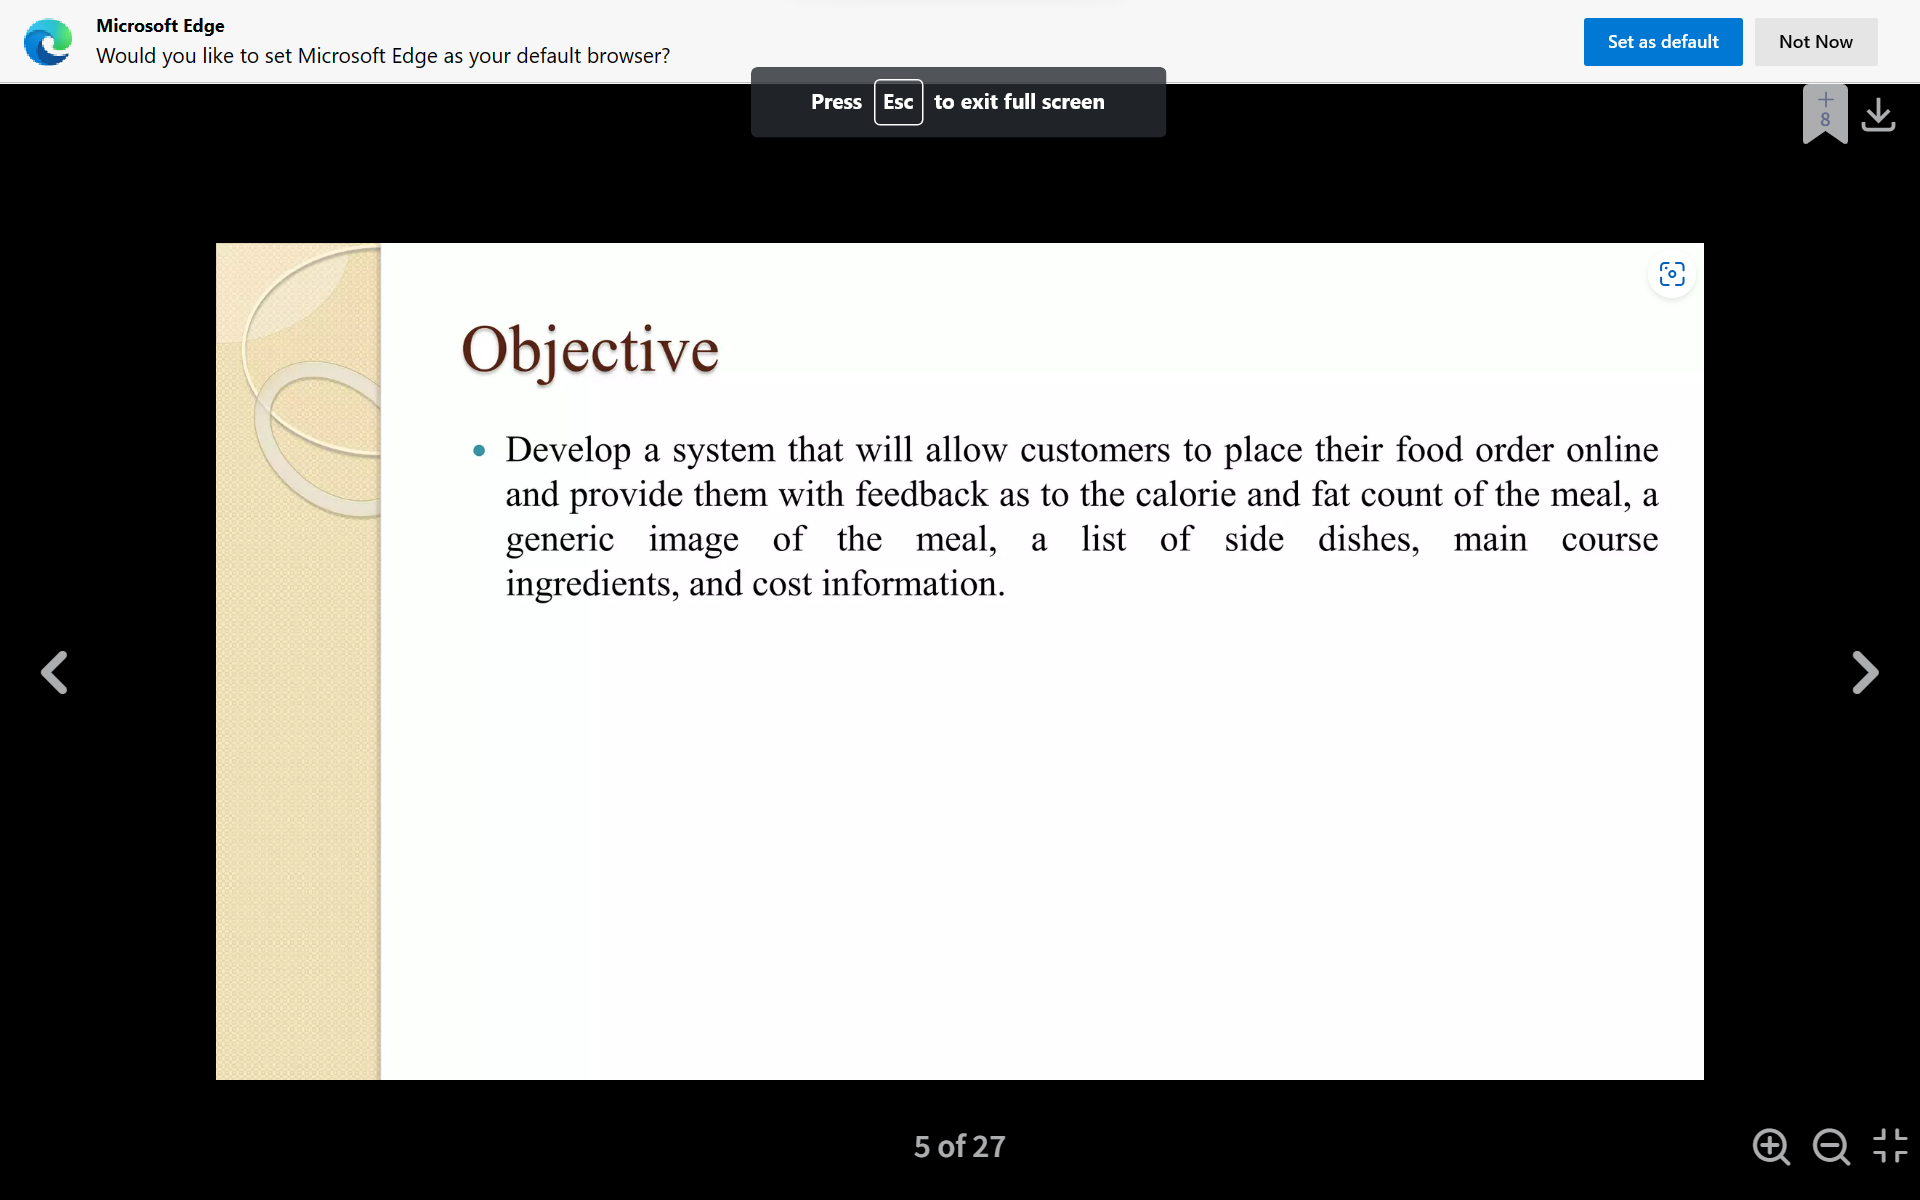 Microsoft Edge
Would you like to set Microsoft Edge as your default browser?
Set as default
Not Now
Press Esc to exit full screen
8
Objective
Develop a system that will allow customers to place their food order online
and provide them with feedback as to the calorie and fat count of the meal, a
generic image of the meal, a list of side dishes, main course
ingredients, and cost information.
5 of 27